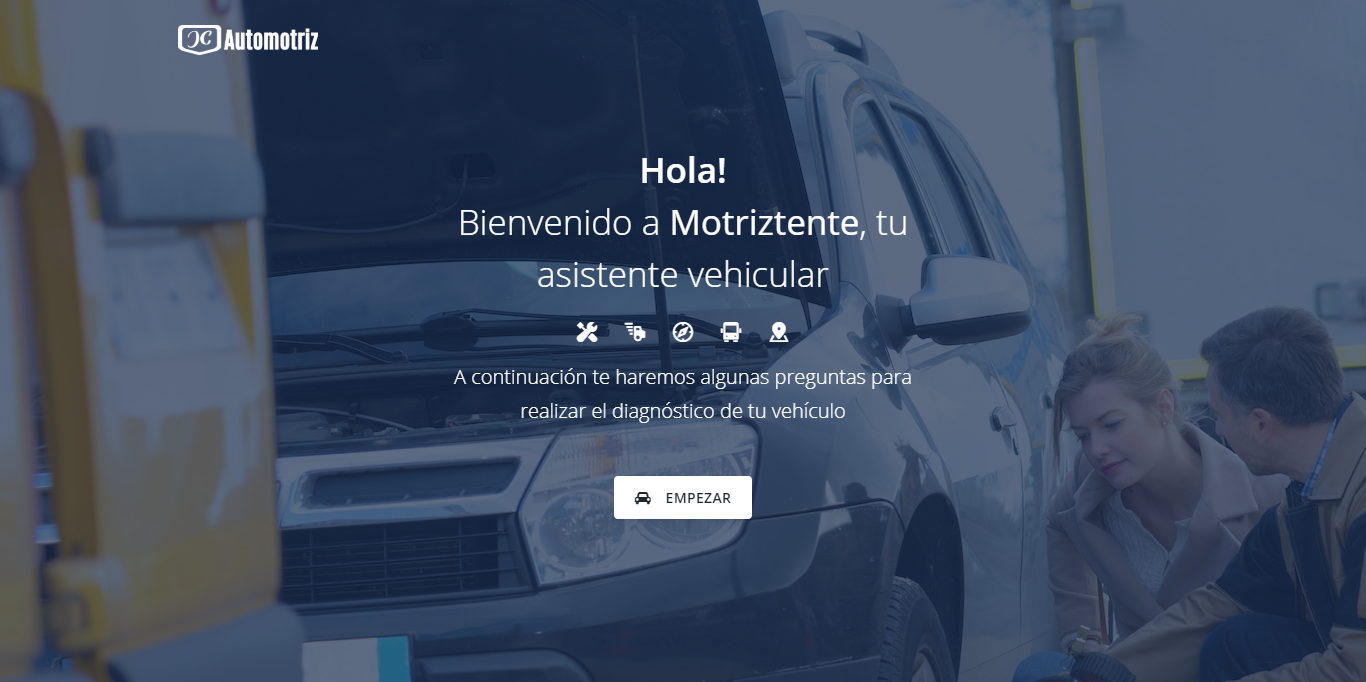 JC Automotriz
Hola!
Bienvenido a Motriztente, tu
asistente vehicular
A continuación te haremos algunas preguntas para
realizar el diagnóstico de tu vehículo
EMPEZAR